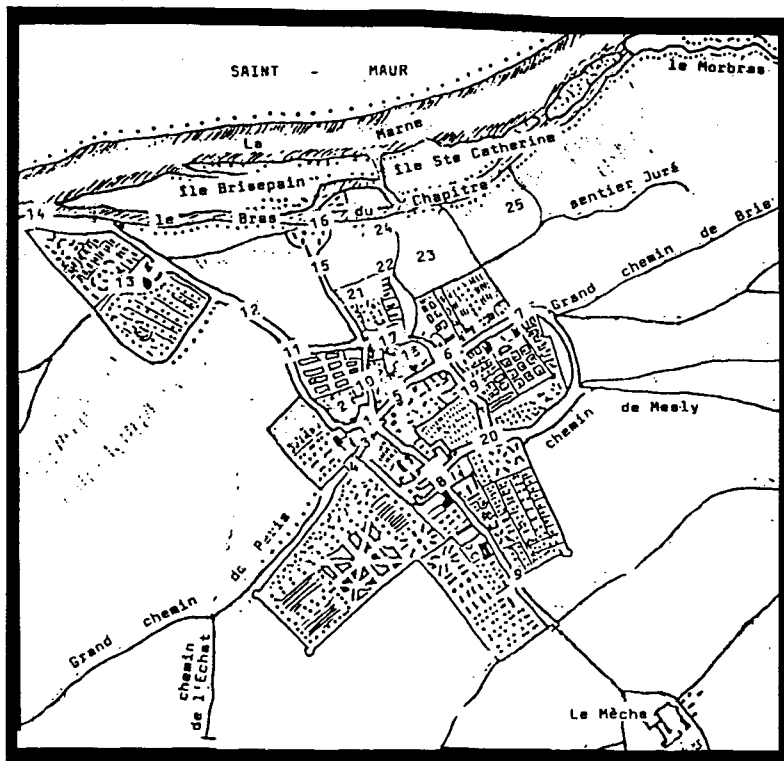 SAINT - MAUR
le Morbras
La Marne
île Brisepain
île Ste Catherine
le Bras du Chapitre
sentier Juré
Grand chemin de Brie
chemin de Mesly
Grand chemin de Paris
chemin
de l'Echat
Le Mèche
14
16
25
24
23
15
22
21
13
12
11
17
18
7
6
10
5
19
2
1
3
20
4
8
9